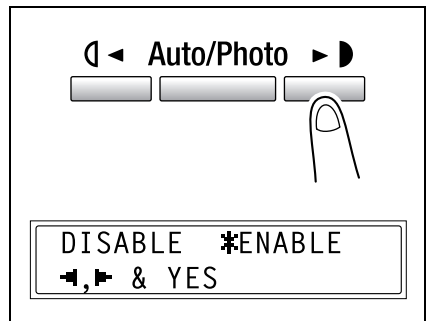 ◄ Auto/Photo ►
DISABLE *ENABLE
◄,► & YES